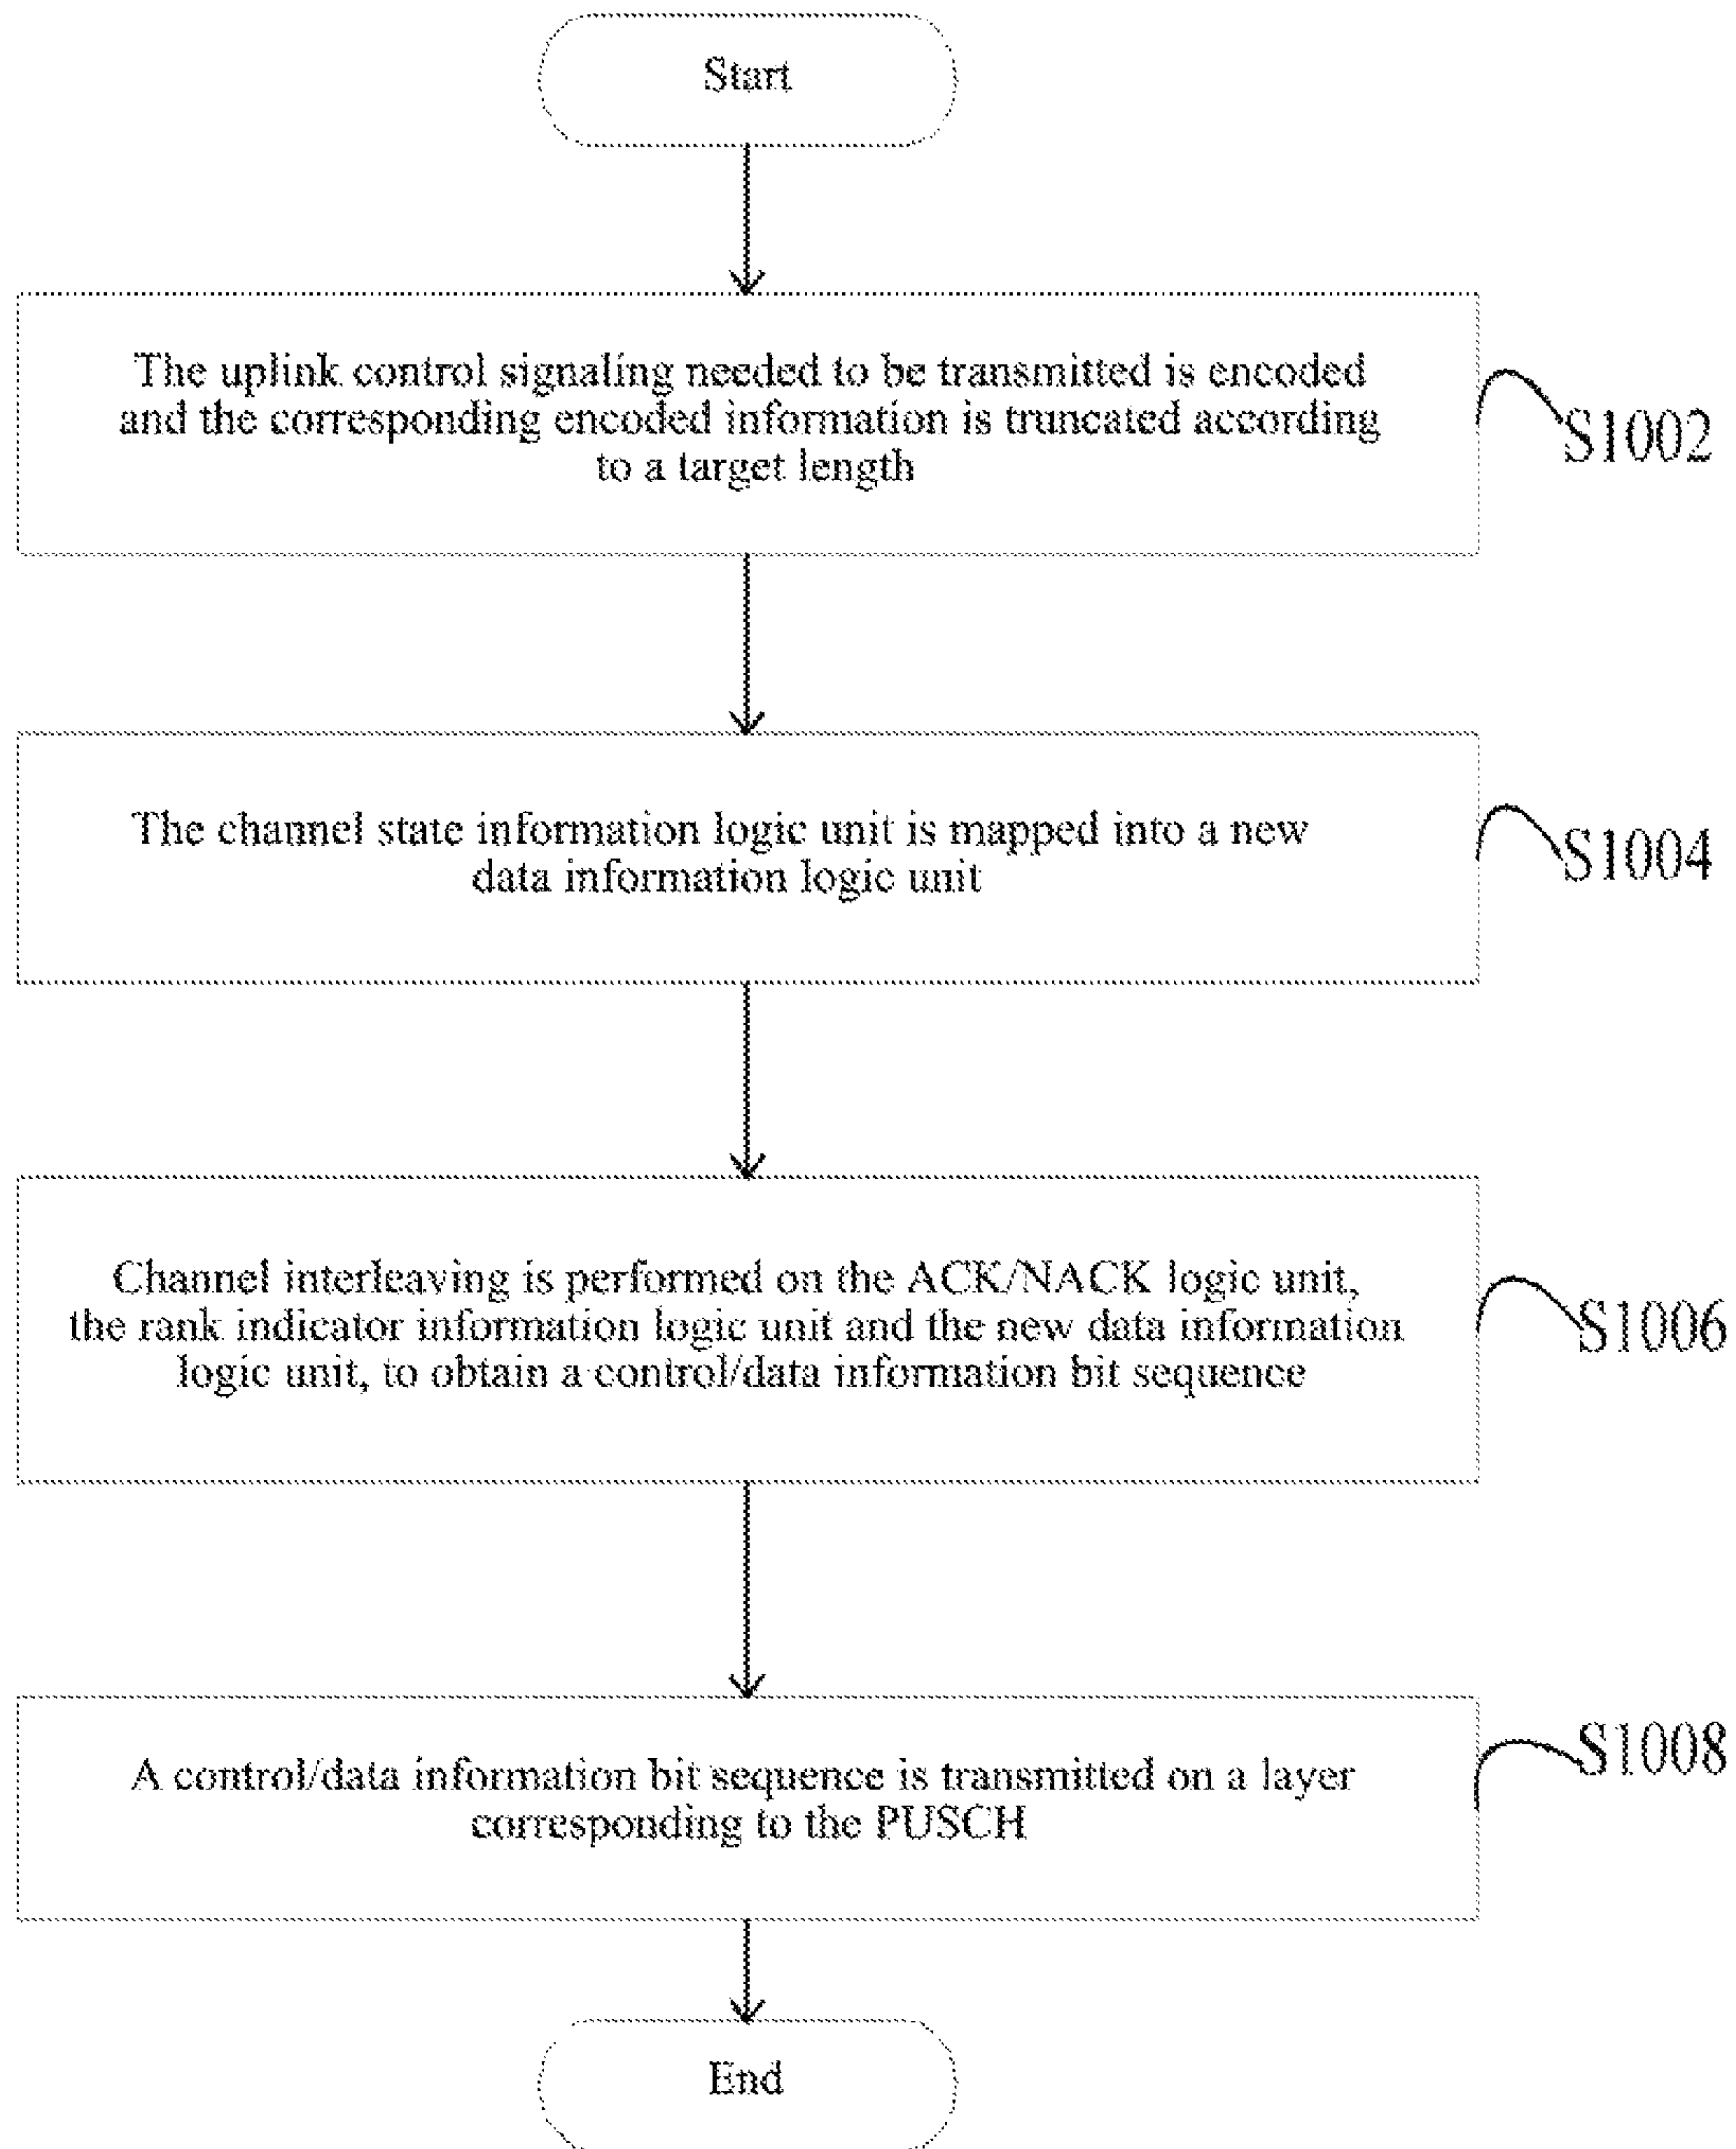 Start
The uplink control signaling needed to be transmitted is encoded
and the corresponding encoded information is truncated according
to a target length
S1002
The channel state information logic unit is mapped into a new
data information logic unit
S1004
Channel interleaving is performed on the ACK/NACK logic unit,
the rank indicator information logic unit and the new data information
logic unit, to obtain a control/data information bit sequence
S1006
A control/data information bit sequence is transmitted on a layer
corresponding to the PUSCH
S1008
End